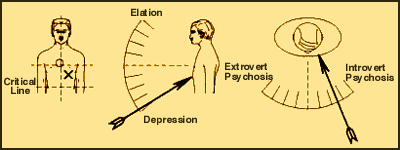 Elation
Critical
Line
Depression
Extrovert
Psychosis
Introvert
Psychosis